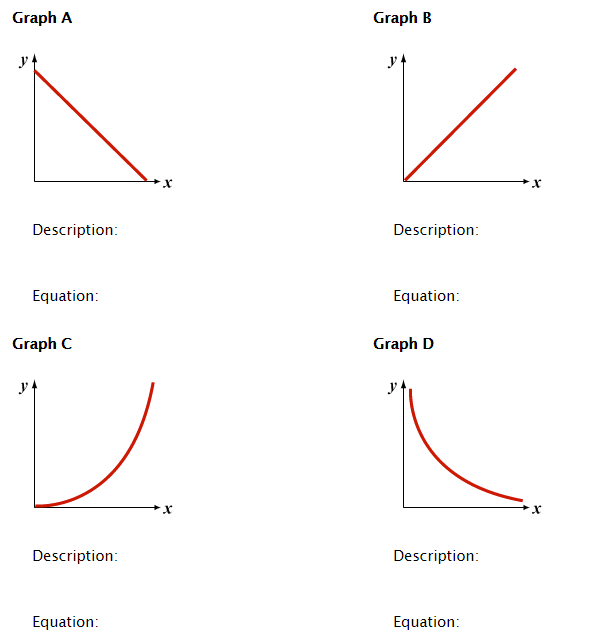 Graph A
Graph B
y
x
y
x
Description:
Description:
Equation:
Equation:
Graph C
Graph D
y
x
y
x
Description:
Description:
Equation:
Equation: